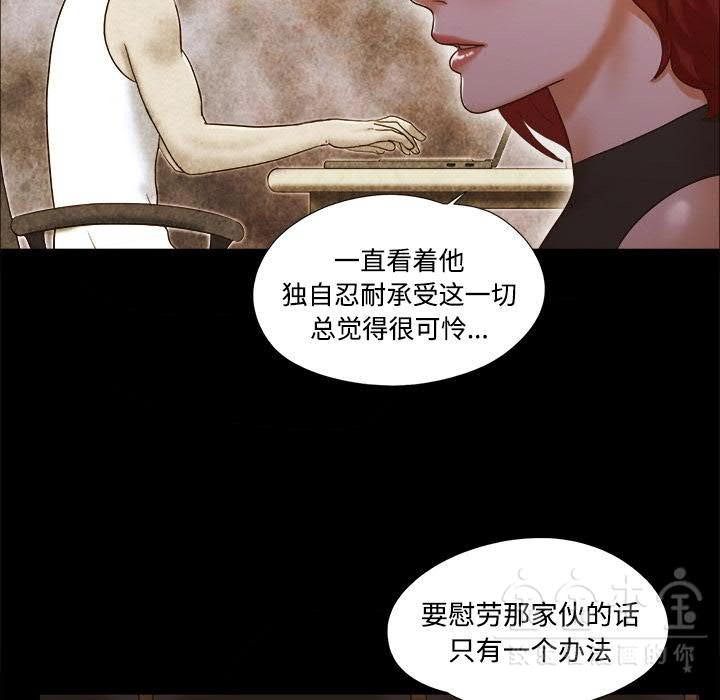 一直看着他
独自忍耐承受这一切
总觉得很可怜...
要慰劳那家伙的话
只有一个办法